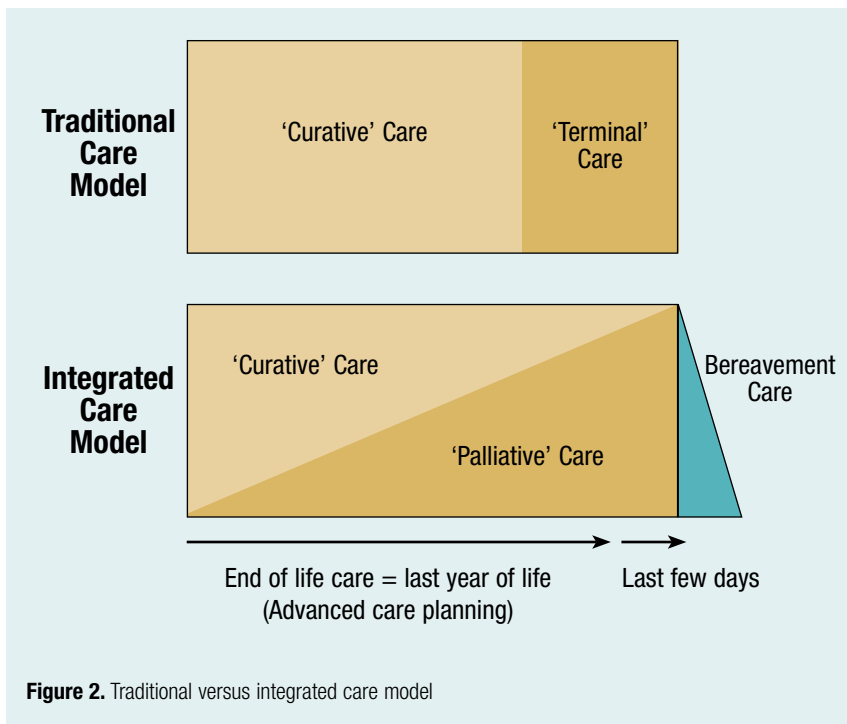 Traditional
Care
Model
‘Curative’ Care
‘Terminal’
Care
Integrated
Care
Model
‘Curative’ Care
‘Palliative’ Care
Bereavement
Care
End of life care = last year of life
(Advanced care planning)
Last few days
Figure 2. Traditional versus integrated care model